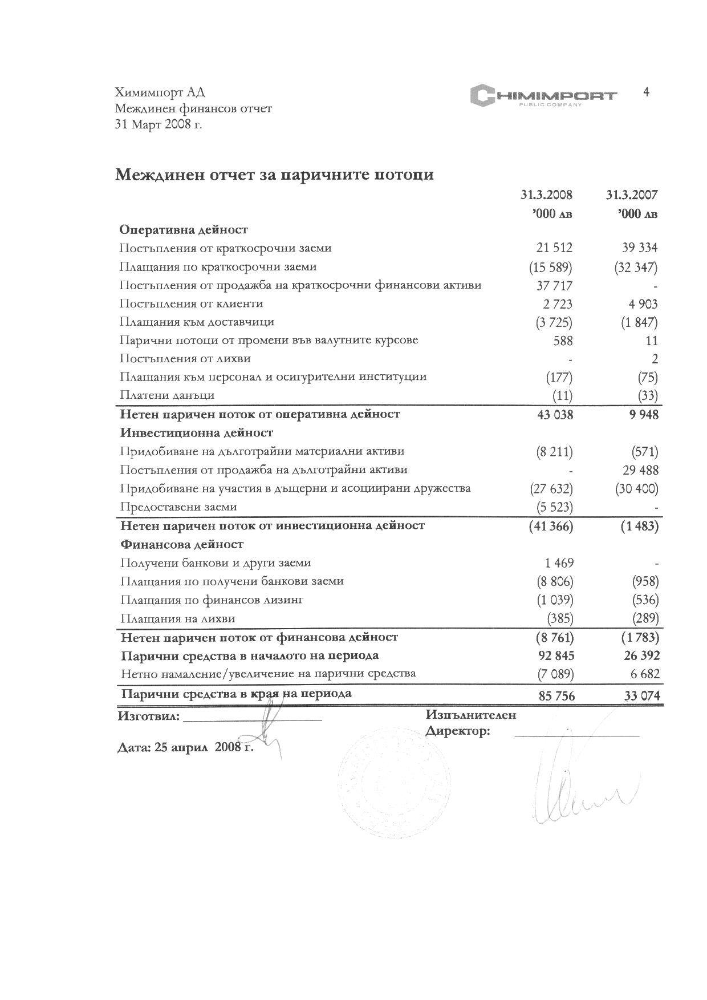 Химимпорт АД
CHIMIMPORT
PUBLIC COMPANY
4
Междинен финансов отчет
31 Март 2008 г.
Междинен отчет за паричните потоци
31.3.2008 31.3.2007
’000 лв ’000 лв
Оперативна дейност
Постъпления от краткосрочни заеми 21 512 39 334
Плащания по краткосрочни заеми (15 589) (32 347)
Постъпления от продажба на краткосрочни финансови активи 37 717 -
Постъпления от клиенти 2 723 4 903
Плащания към доставчици (3 725) (1 847)
Парични потоци от промени във валутните курсове 588 11
Постъпления от лихви - 2
Плащания към персонал и осигурителни институции (177) (75)
Платени данъци (11) (33)
Нетен паричен поток от оперативна дейност 43 038 9 948
Инвестиционна дейност
Придобиване на дълготрайни материални активи (8 211) (571)
Постъпления от продажба на дълготрайни активи - 29 488
Придобиване на участия в дъщерни и асоциирани дружества (27 632) (30 400)
Предоставени заеми (5 523) -
Нетен паричен поток от инвестиционна дейност (41 366) (1 483)
Финансова дейност
Получени банкови и други заеми 1 469 -
Плащания по получени банкови заеми (8 806) (958)
Плащания по финансов лизинг (1 039) (536)
Плащания на лихви (385) (289)
Нетен паричен поток от финансова дейност (8 761) (1 783)
Парични средства в началото на периода 92 845 26 392
Нетно намаление/увеличение на парични средства (7 089) 6 682
Парични средства в края на периода 85 756 33 074
Изготвил:
Изпълнителен
Директор:
Дата: 25 април 2008 г.